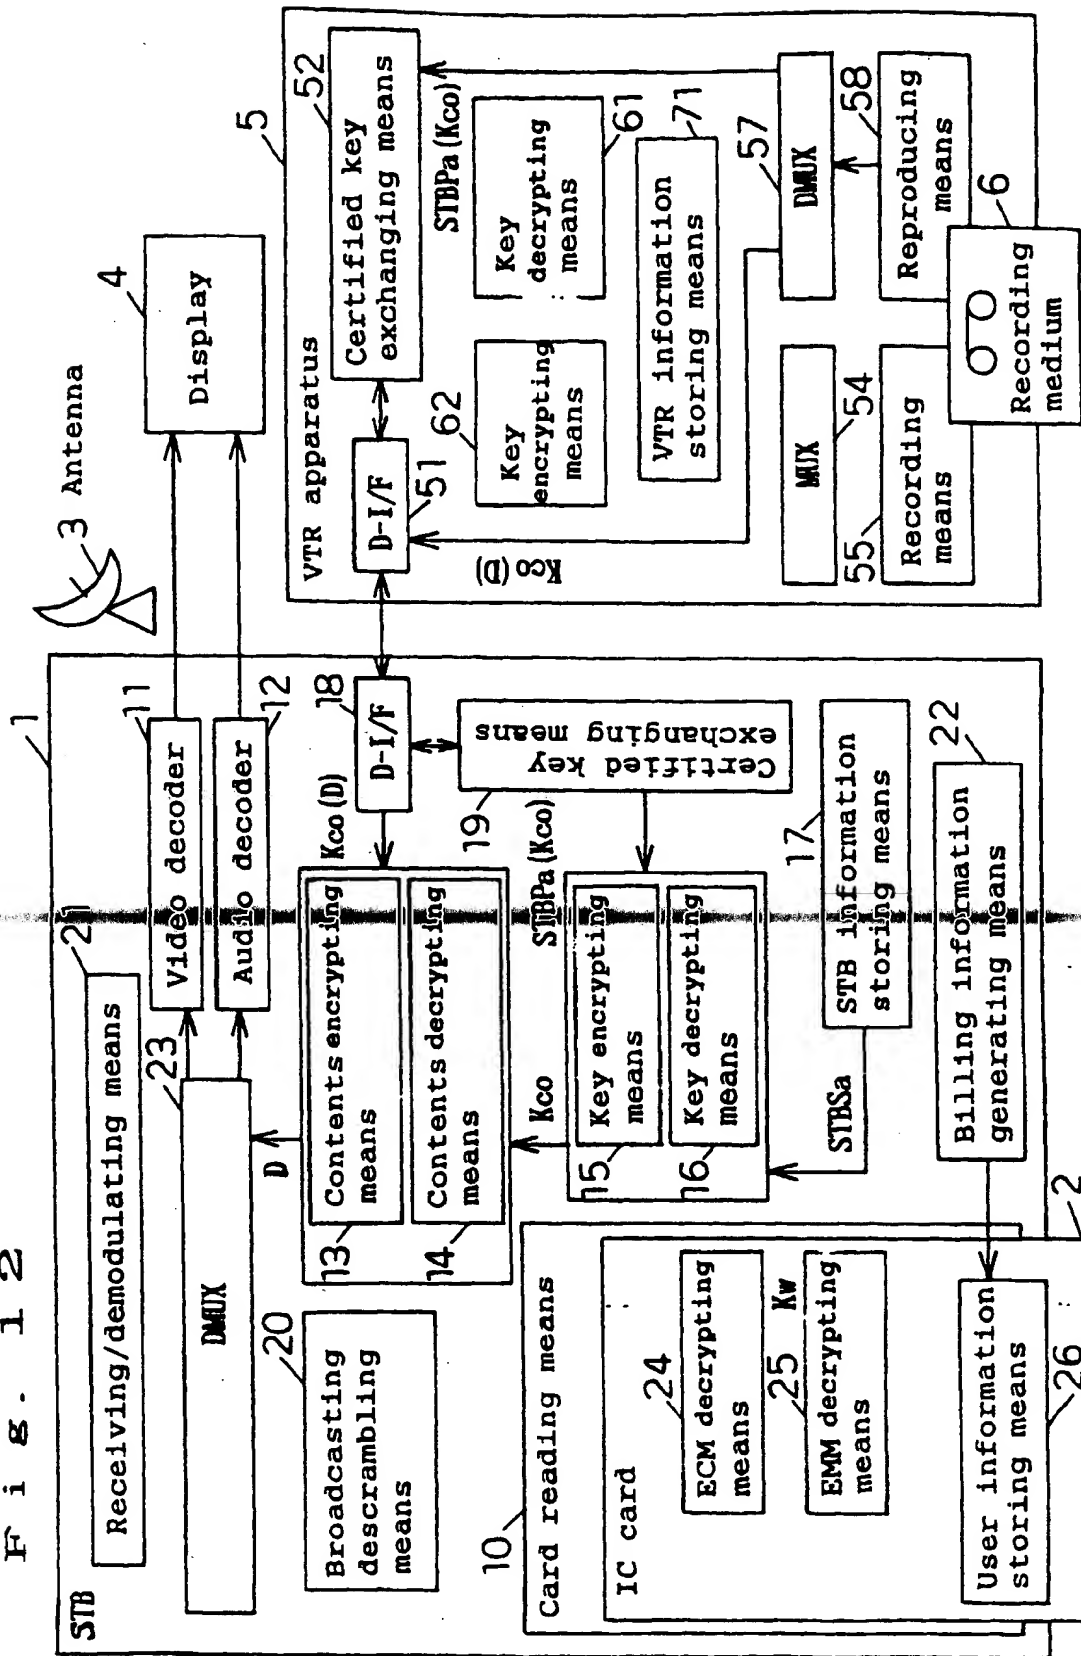 Fig. 12
STB
1
Receiving/demodulating means
21
DMUX
23
Video decoder
11
Audio decoder
12
3 Antenna
4
Display
Broadcasting
descrambling
means
20
D
Contents encrypting
means
13
Contents decrypting
means
14
Kco(D)
D-I/F
18
Certified key
exchanging means
19
STBPa(Kco)
Kco
Key encrypting
means
15
Key decrypting
means
16
STBSa
STB information
storing means
17
Billing information
generating means
22
10
Card reading means
IC card
2
ECM decrypting
means
24
Kw
EMM decrypting
means
25
User information
storing means
26
5
VTR apparatus
Certified key
exchanging means
52
D-I/F
51
STBPa(Kco)
Key
encrypting
means
62
Key
decrypting
means
61
VTR information
storing means
71
Kco(D)
MUX
54
DMUX
57
Recording
means
55
Reproducing
means
58
Recording
medium
6